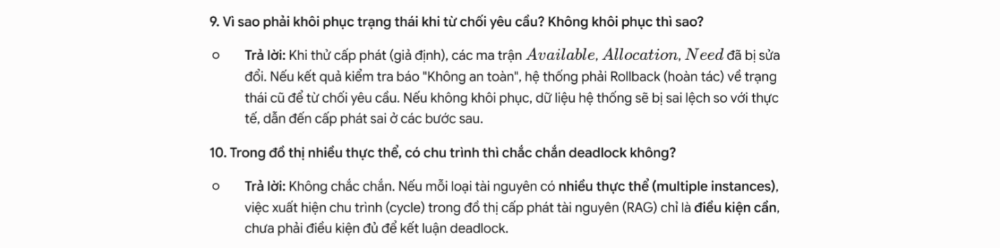 9. Vì sao phải khôi phục trạng thái khi từ chối yêu cầu? Không khôi phục thì sao?
Trả lời: Khi thử cấp phát (giả định), các ma trận Available, Allocation, Need đã bị sửa
đổi. Nếu kết quả kiểm tra báo "Không an toàn", hệ thống phải Rollback (hoàn tác) về trạng
thái cũ để từ chối yêu cầu. Nếu không khôi phục, dữ liệu hệ thống sẽ bị sai lệch so với thực
tế, dẫn đến cấp phát sai ở các bước sau.
10. Trong đồ thị nhiều thực thể, có chu trình thì chắc chắn deadlock không?
Trả lời: Không chắc chắn. Nếu mỗi loại tài nguyên có nhiều thực thể (multiple instances),
việc xuất hiện chu trình (cycle) trong đồ thị cấp phát tài nguyên (RAG) chỉ là điều kiện cần,
chưa phải điều kiện đủ để kết luận deadlock.